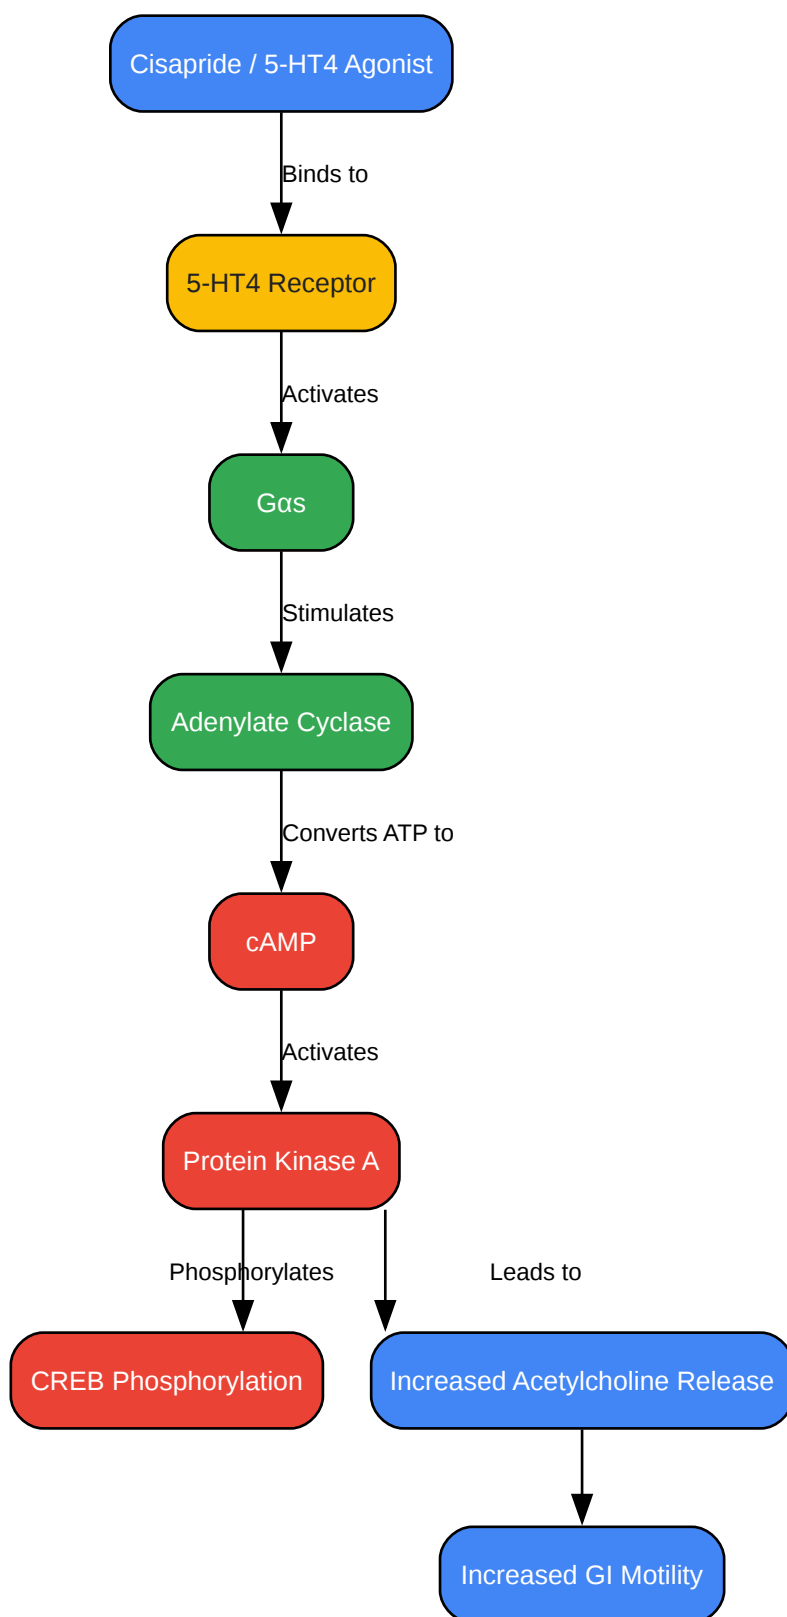 Cisapride / 5-HT4 Agonist
Binds to
5-HT4 Receptor
Activates
Gαs
Stimulates
Adenylate Cyclase
Converts ATP to
cAMP
Activates
Protein Kinase A
Phosphorylates
Leads to
CREB Phosphorylation
Increased Acetylcholine Release
Increased GI Motility